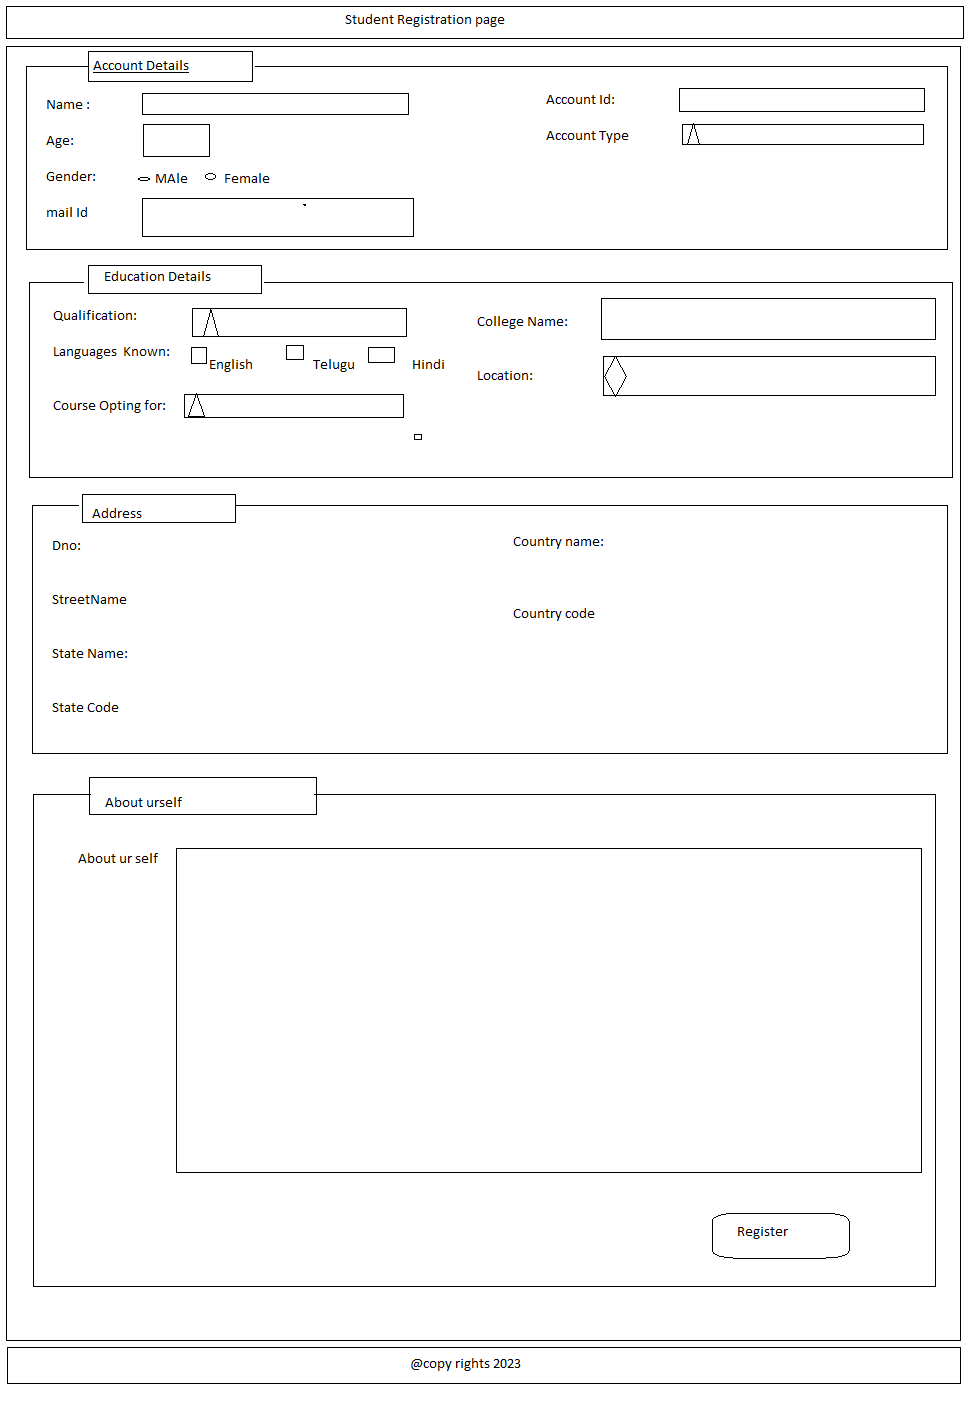 Student Registration page
Account Details
Name :
Account Id:
Age:
Account Type
Gender:
MAle
Female
mail Id
Education Details
Qualification:
College Name:
Languages Known:
English
Telugu
Hindi
Location:
Course Opting for:
Address
Dno:
Country name:
StreetName
Country code
State Name:
State Code
About urself
About ur self
Register
@copy rights 2023